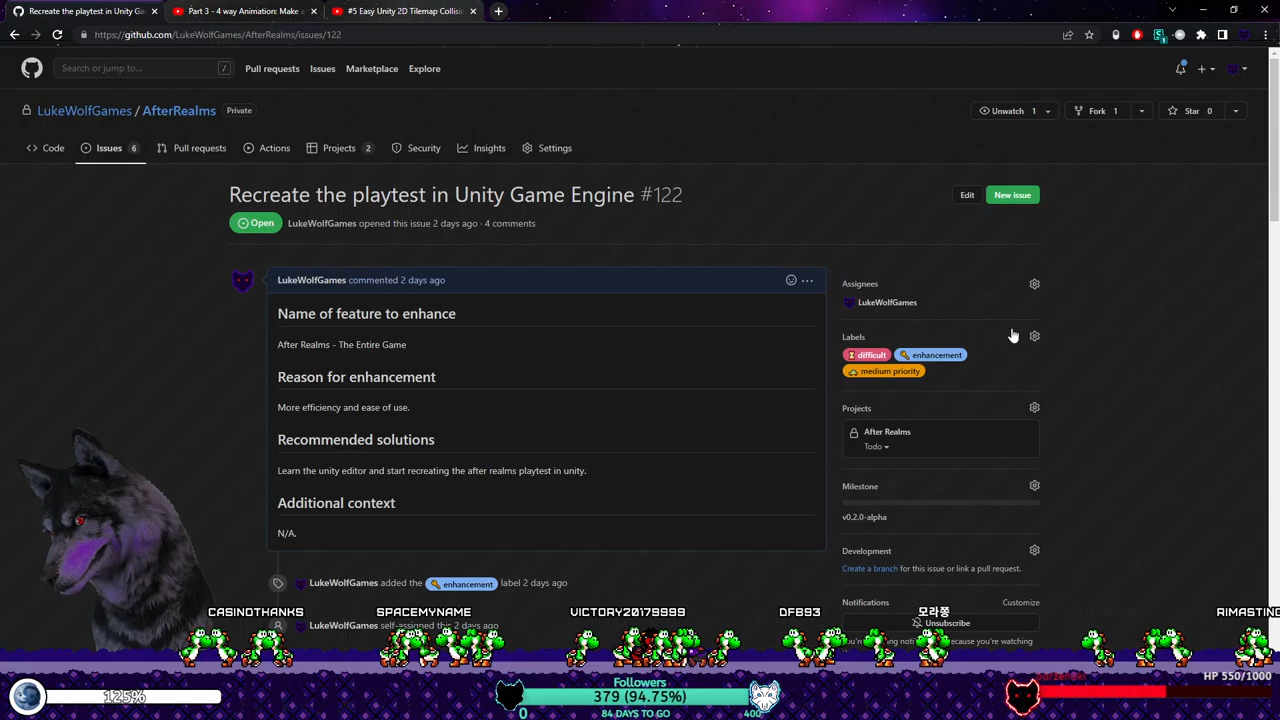 Recreate the playtest in Unity Ga
Part 3 - 4 way Animation: Make a
#5 Easy Unity 2D Tilemap Collisi
https://github.com/LukeWolfGames/AfterRealms/issues/122
Search or jump to...
/
Pull requests
Issues
Marketplace
Explore
LukeWolfGames / AfterRealms
Private
Unwatch 1
Fork 1
Star 0
Code
Issues 6
Pull requests
Actions
Projects 2
Security
Insights
Settings
Recreate the playtest in Unity Game Engine #122
Edit
New issue
Open
LukeWolfGames opened this issue 2 days ago · 4 comments
LukeWolfGames commented 2 days ago
Name of feature to enhance
After Realms - The Entire Game
Reason for enhancement
More efficiency and ease of use.
Recommended solutions
Learn the unity editor and start recreating the after realms playtest in unity.
Additional context
N/A.
LukeWolfGames added the enhancement label 2 days ago
LukeWolfGames self-assigned this 2 days ago
Assignees
LukeWolfGames
Labels
difficult
enhancement
medium priority
Projects
After Realms
Todo
Milestone
v0.2.0-alpha
Development
Create a branch for this issue or link a pull request.
Notifications
Customize
Unsubscribe
because you're watching
CASINOTHANKS
SPACEMYNAME
VICTORY20179999
DFB93
모라쭝
RIMASTINO
125%
Followers
379 (94.75%)
0
84 DAYS TO GO
400
HP 550/1000